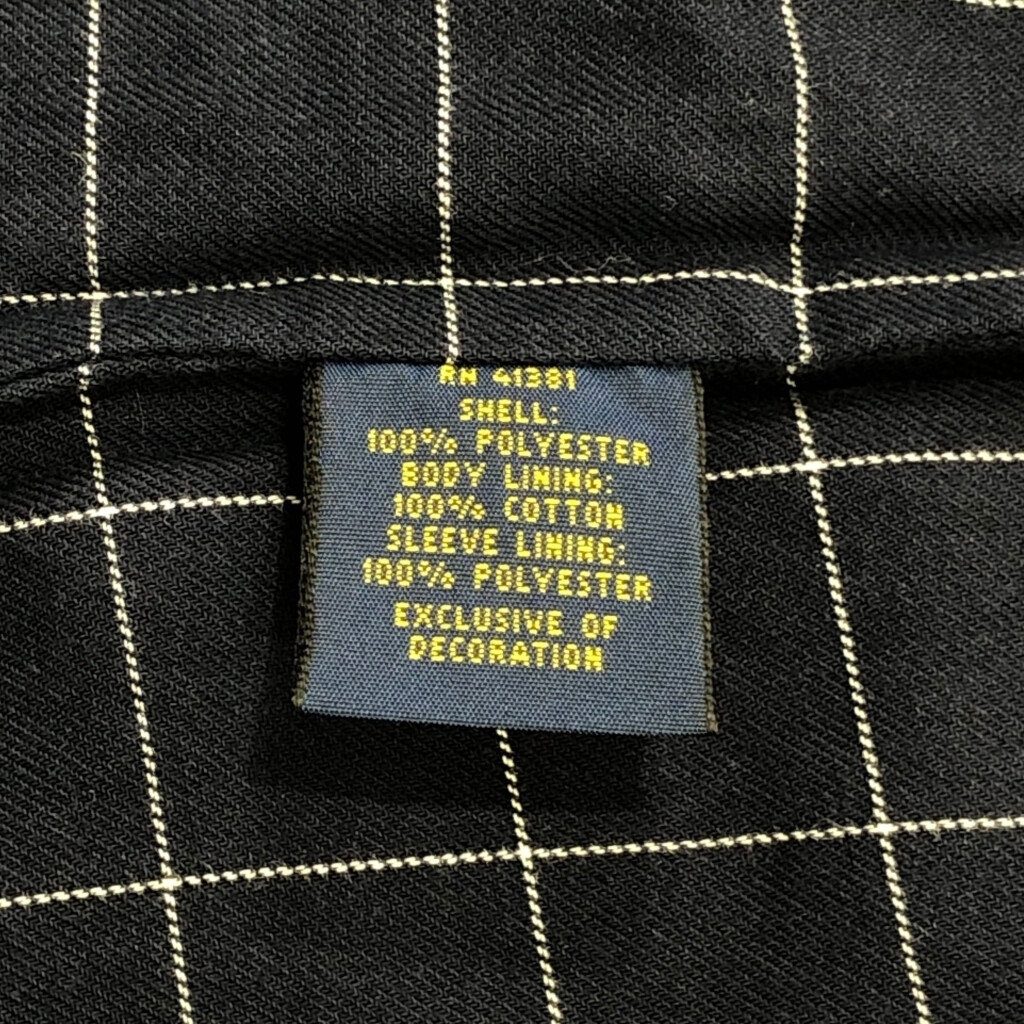 RN 41381
SHELL:
100% POLYESTER
BODY LINING:
100% COTTON
SLEEVE LINING:
100% POLYESTER
EXCLUSIVE OF
DECORATION